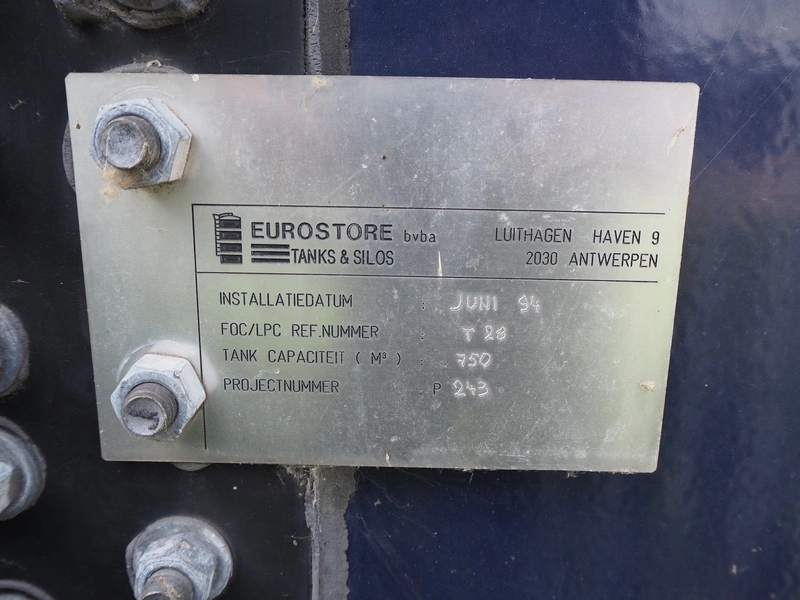 EUROSTORE bvba LUITHAGEN HAVEN 9
TANKS & SILOS 2030 ANTWERPEN
INSTALLATIEDATUM : JUNI 94
FOC/LPC REF.NUMMER : T 28
TANK CAPACITEIT ( M³ ) : 750
PROJECTNUMMER : P 243